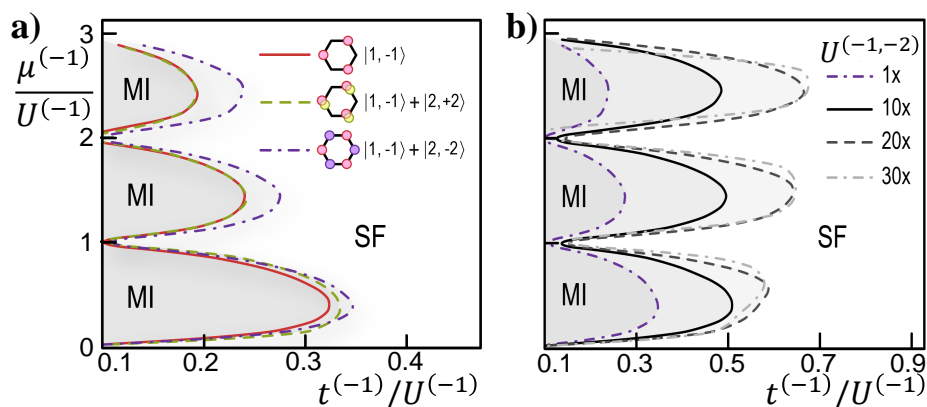 a)
μ^(-1)
U^(-1)
3
2
1
0
MI
MI
MI
SF
|1,-1⟩
|1,-1⟩+|2,+2⟩
|1,-1⟩+|2,-2⟩
0.1 0.2 0.3 0.4
t^(-1)/U^(-1)
b)
U^(-1,-2)
1x
10x
20x
30x
MI
MI
MI
SF
0.1 0.3 0.5 0.7 0.9
t^(-1)/U^(-1)